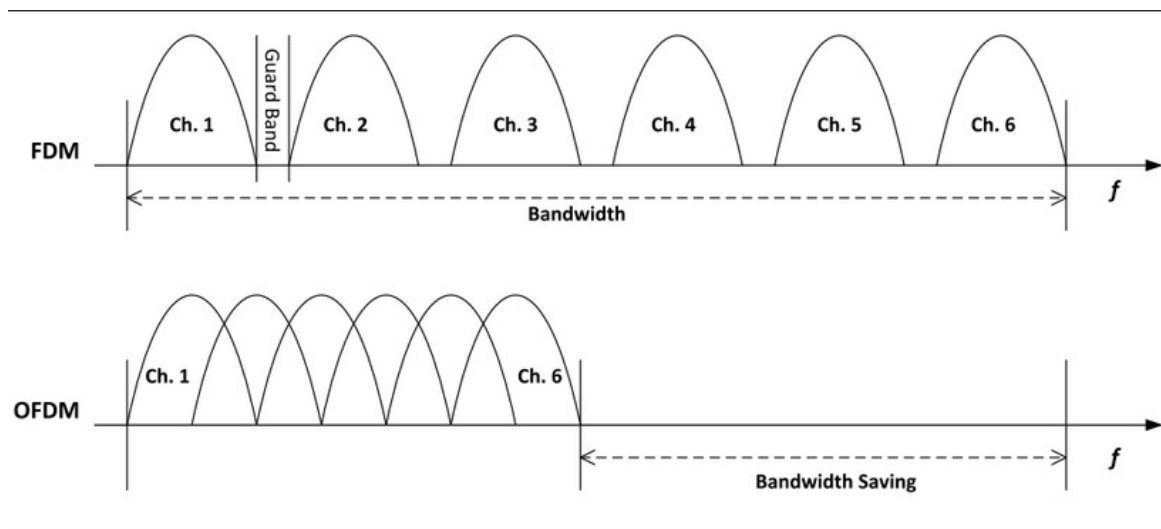 Guard Band
Ch. 1
Ch. 2
Ch. 3
Ch. 4
Ch. 5
Ch. 6
FDM
f
Bandwidth
Ch. 1
Ch. 6
OFDM
f
Bandwidth Saving